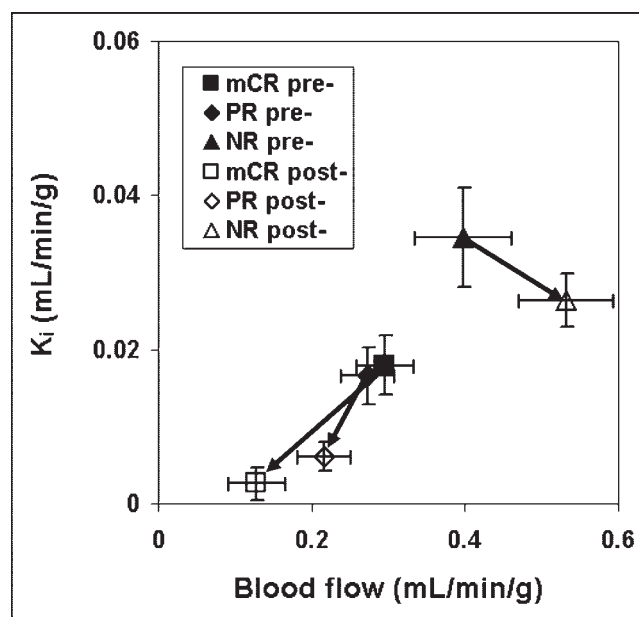 0.06
0.04
0.02
0
Ki (mL/min/g)
mCR pre-
PR pre-
NR pre-
mCR post-
PR post-
NR post-
0 0.2 0.4 0.6
Blood flow (mL/min/g)